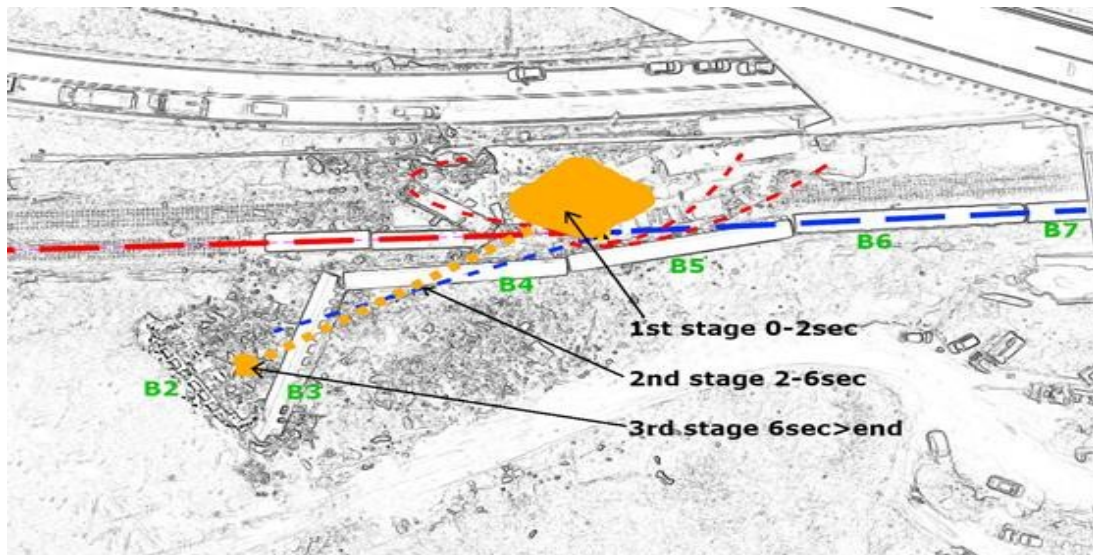 B7
B6
B5
B4
1st stage 0-2sec
2nd stage 2-6sec
B2
B3
3rd stage 6sec>end